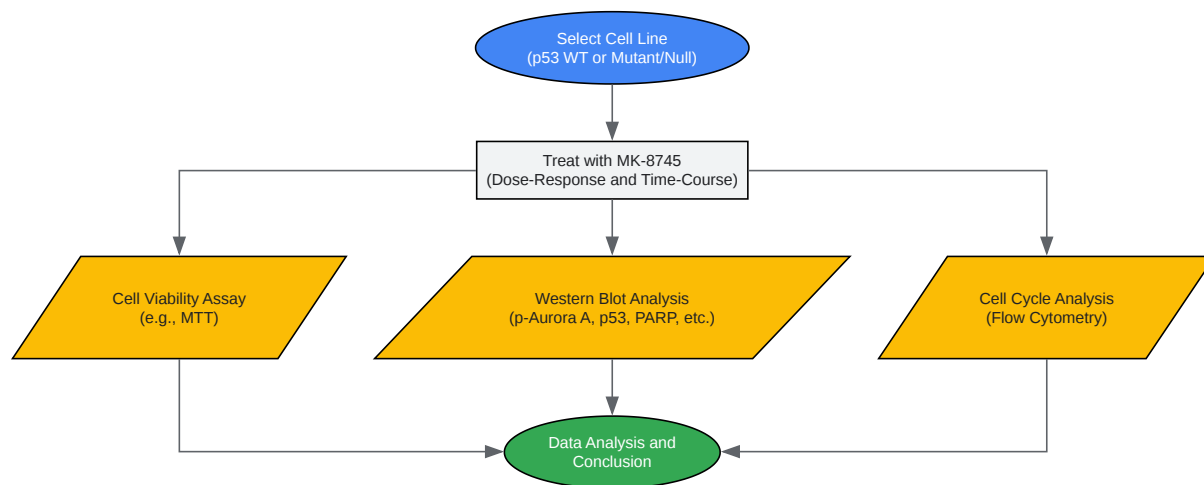 Select Cell Line
(p53 WT or Mutant/Null)
Treat with MK-8745
(Dose-Response and Time-Course)
Cell Viability Assay
(e.g., MTT)
Western Blot Analysis
(p-Aurora A, p53, PARP, etc.)
Cell Cycle Analysis
(Flow Cytometry)
Data Analysis and
Conclusion